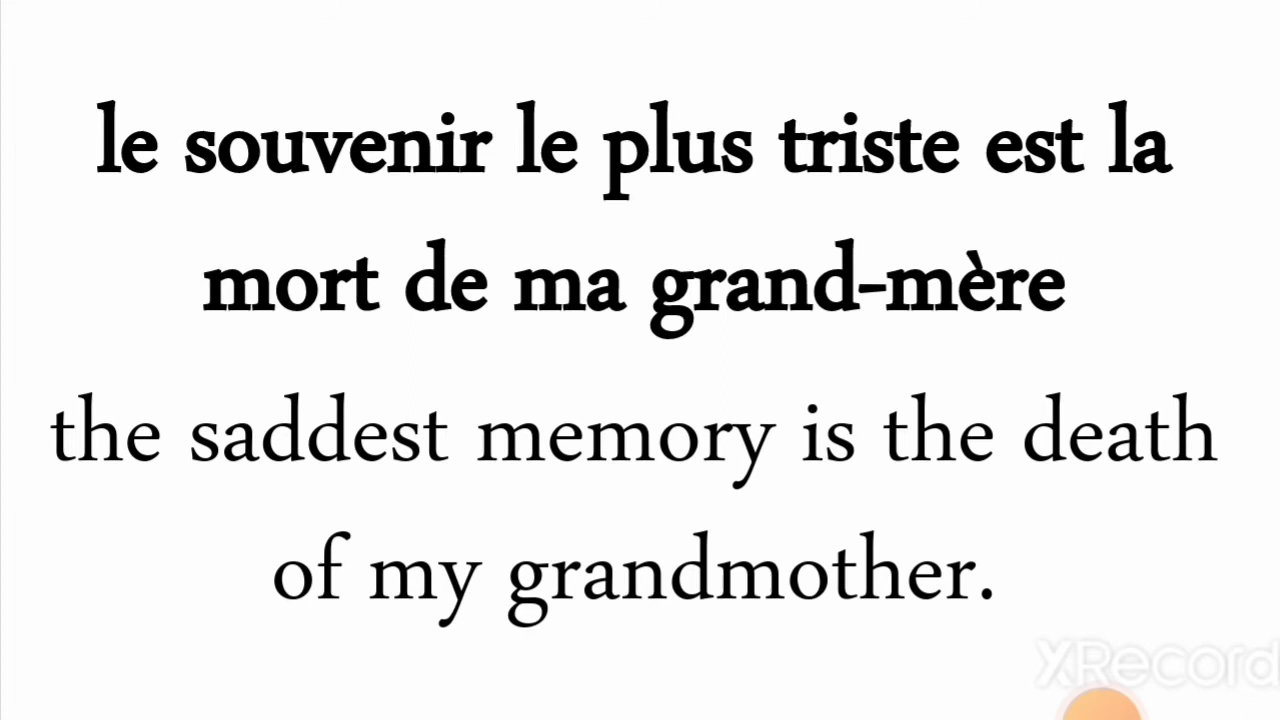 le souvenir le plus triste est la
mort de ma grand-mère
the saddest memory is the death
of my grandmother.
XRecord